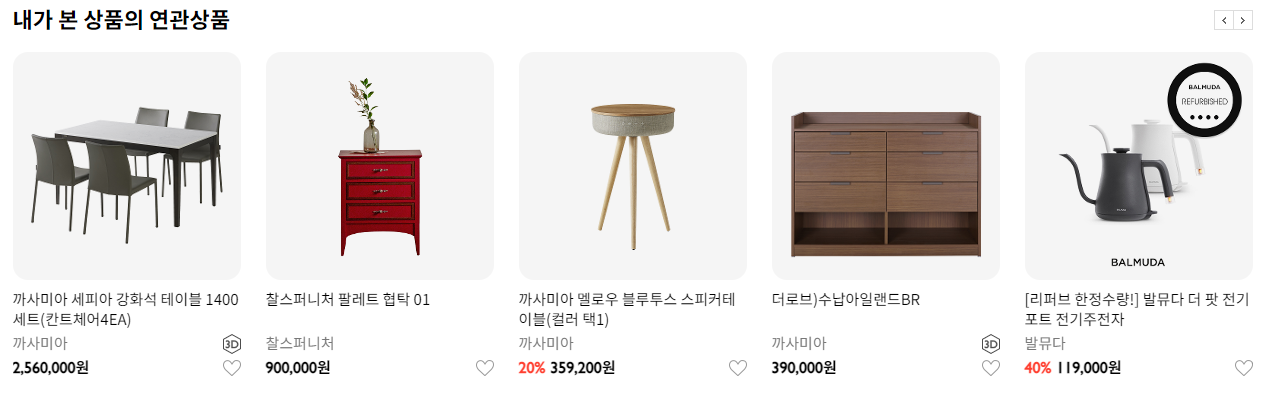 내가 본 상품의 연관상품
BALMUDA
REFURBISHED
BALMUDA
까사미아 세피아 강화석 테이블 1400
세트(칸트체어4EA)
까사미아
3D
2,560,000원
찰스퍼니처 팔레트 협탁 01
찰스퍼니처
900,000원
까사미아 멜로우 블루투스 스피커테
이블(컬러 택1)
까사미아
20% 359,200원
더로브)수납아일랜드BR
까사미아
3D
390,000원
[리퍼브 한정수량!] 발뮤다 더 팟 전기
포트 전기주전자
발뮤다
40% 119,000원